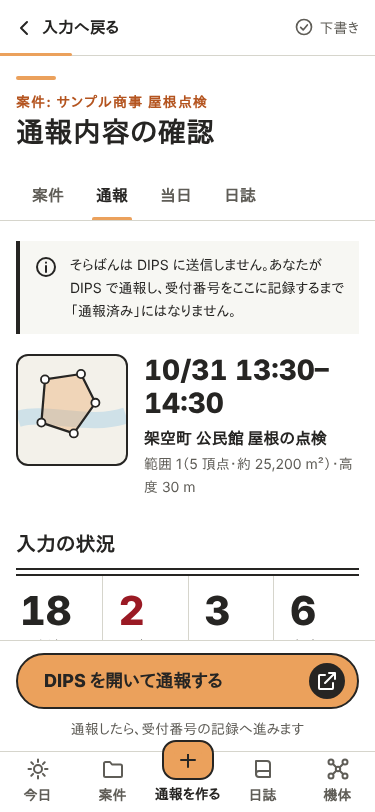 入力へ戻る
下書き
案件: サンプル商事 屋根点検
通報内容の確認
案件 通報 当日 日誌
そらばんは DIPS に送信しません。あなたが
DIPS で通報し、受付番号をここに記録するまで
「通報済み」にはなりません。
10/31 13:30–
14:30
架空町 公民館 屋根の点検
範囲 1（5 頂点・約 25,200 m²）・高
度 30 m
入力の状況
18 2 3 6
DIPS を開いて通報する
通報したら、受付番号の記録へ進みます
今日 案件 通報を作る 日誌 機体